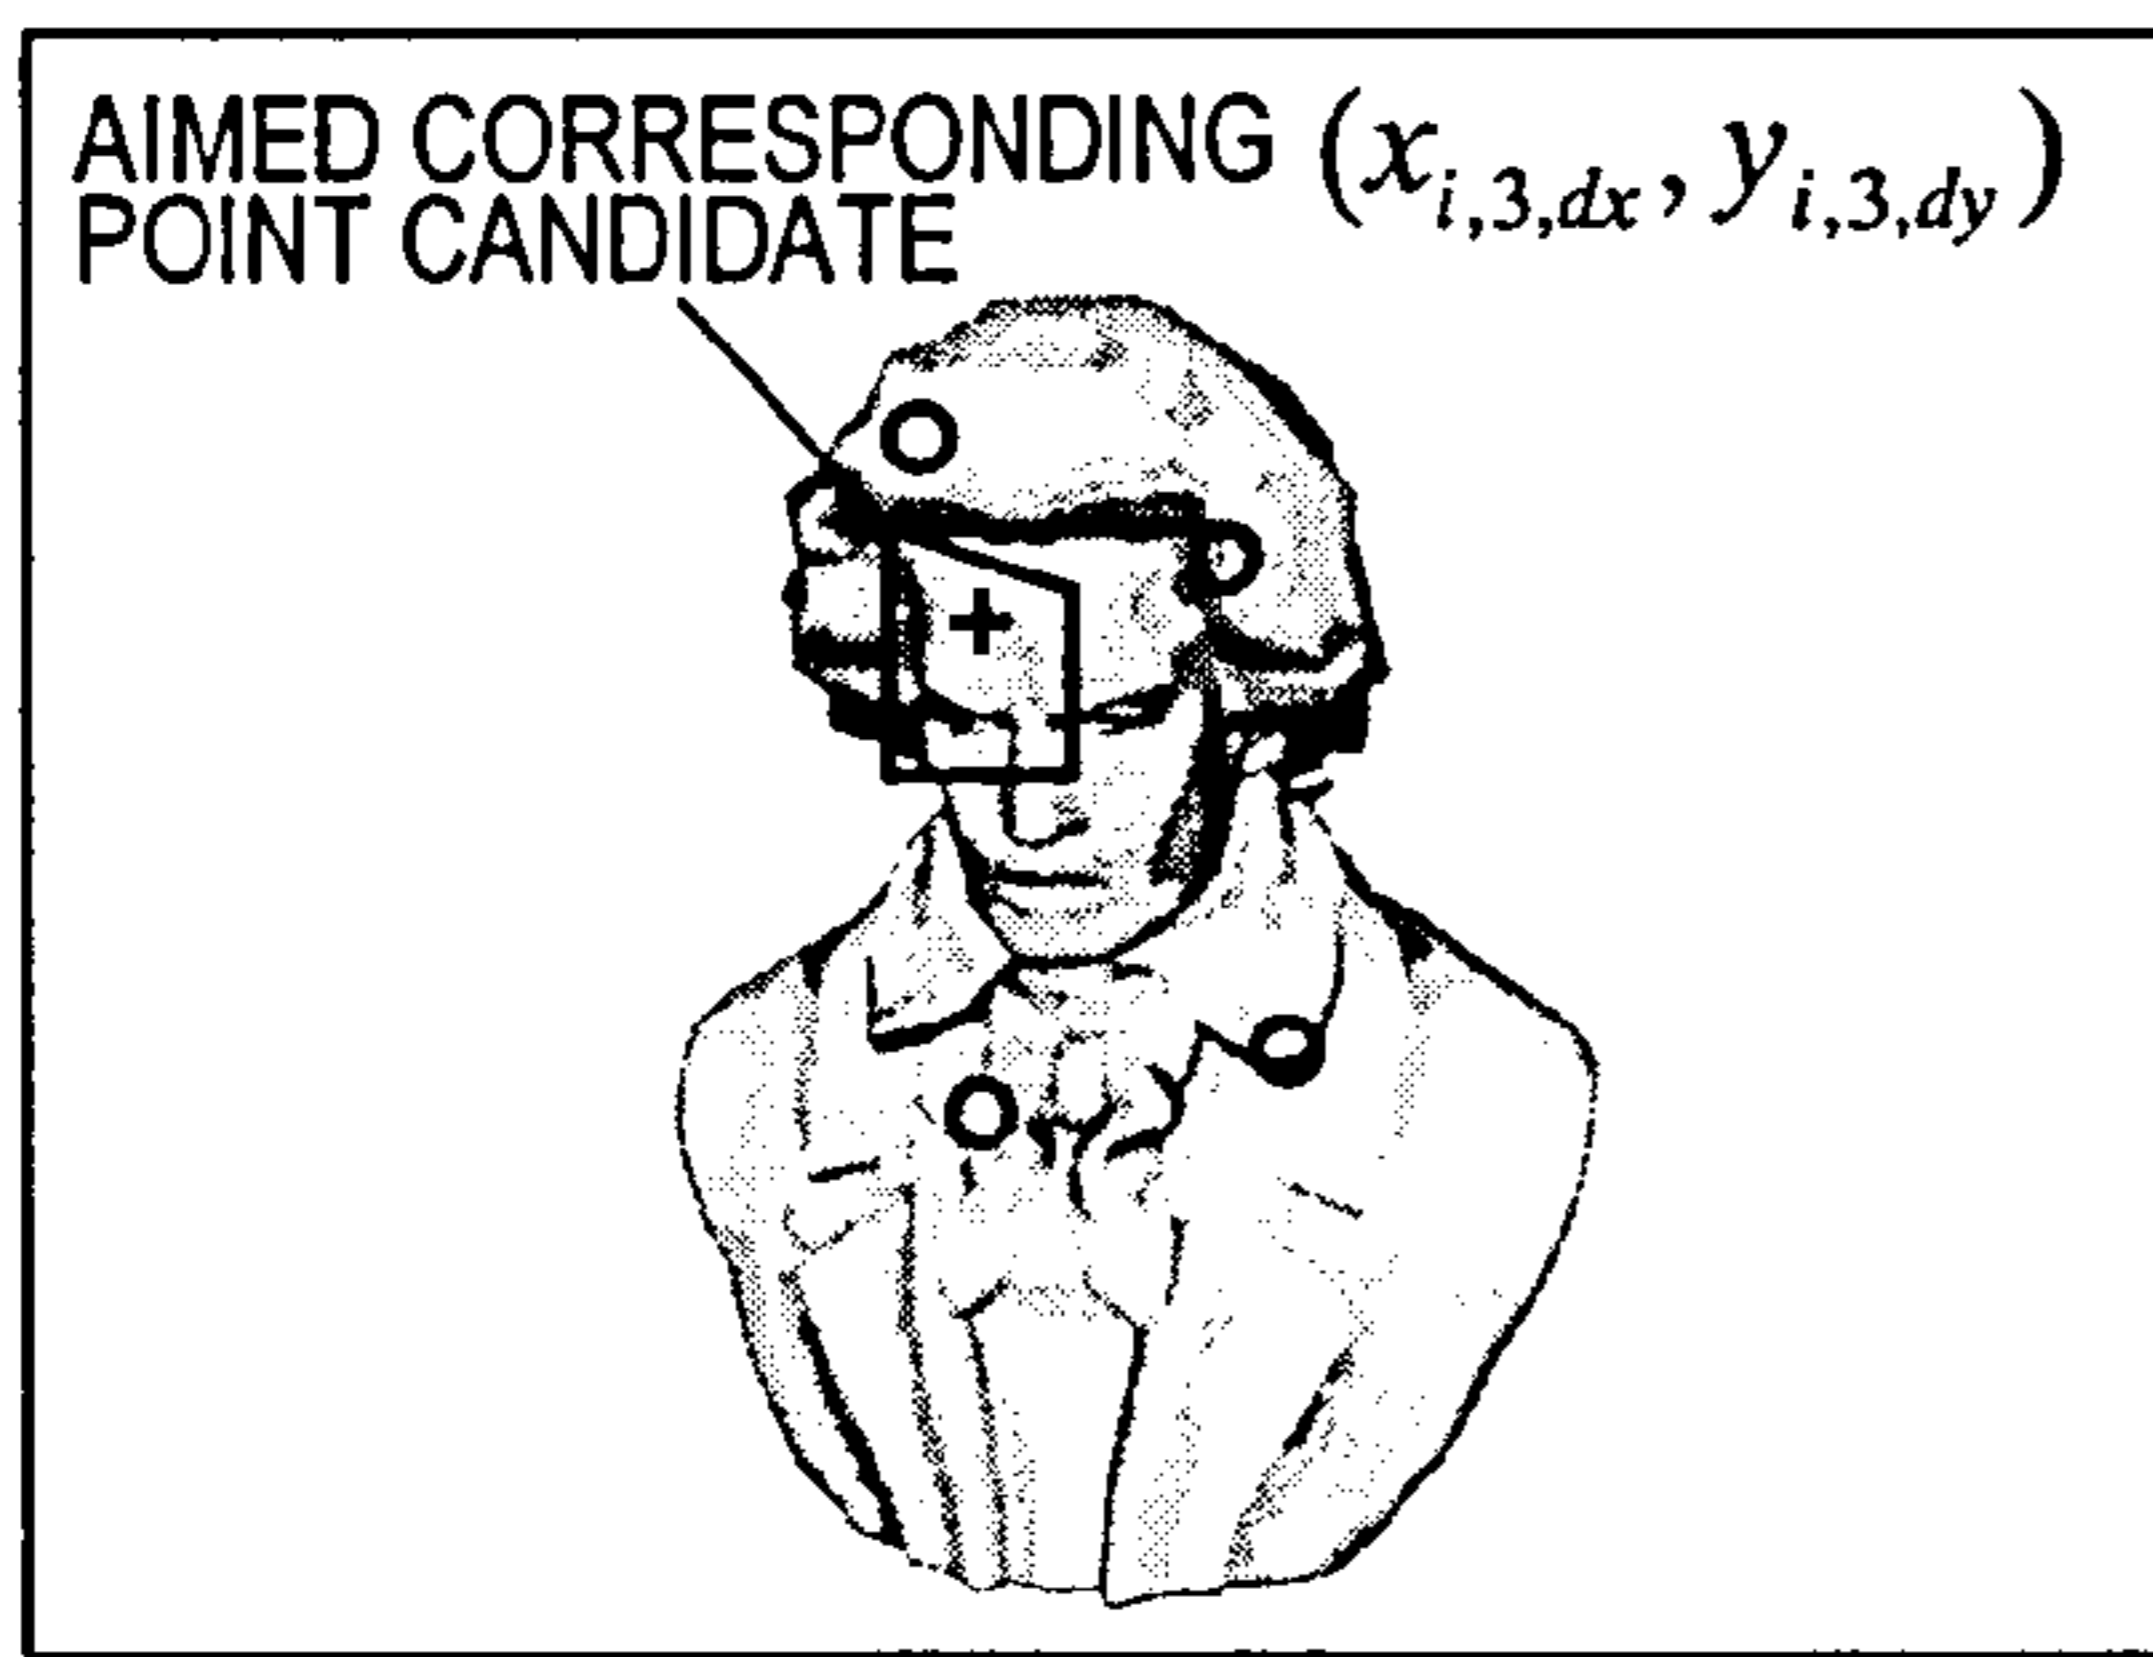 AIMED CORRESPONDING (x_{i,3,dx}, y_{i,3,dy})
POINT CANDIDATE